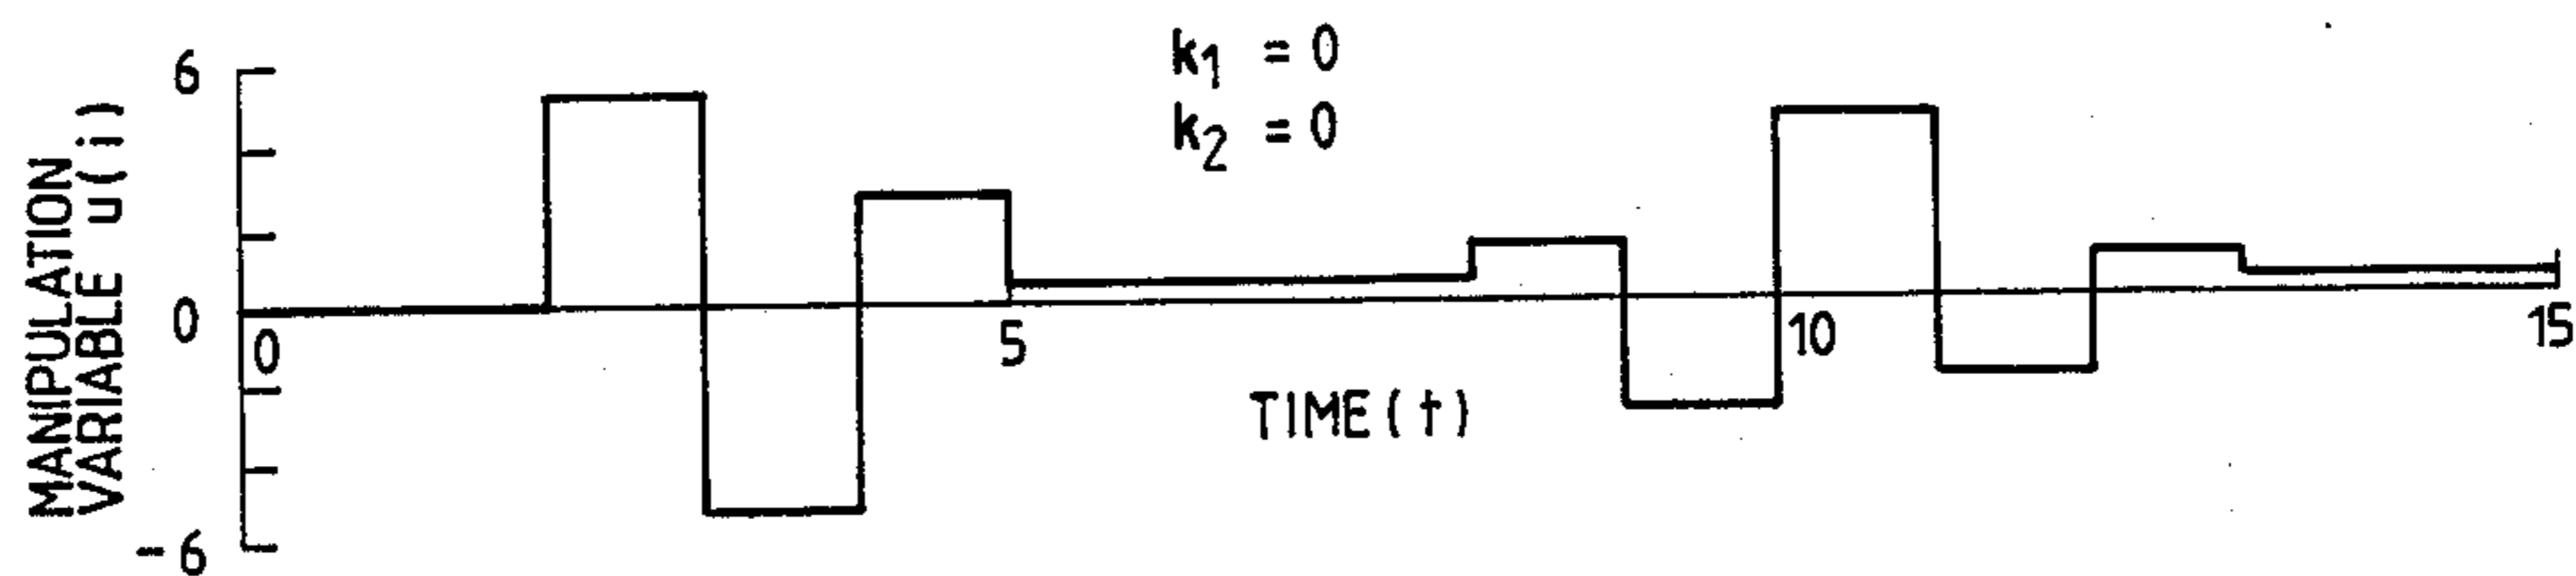 k1 = 0
k2 = 0
6
0
-6
MANIPULATION
VARIABLE u(i)
0
5
10
15
TIME(t)